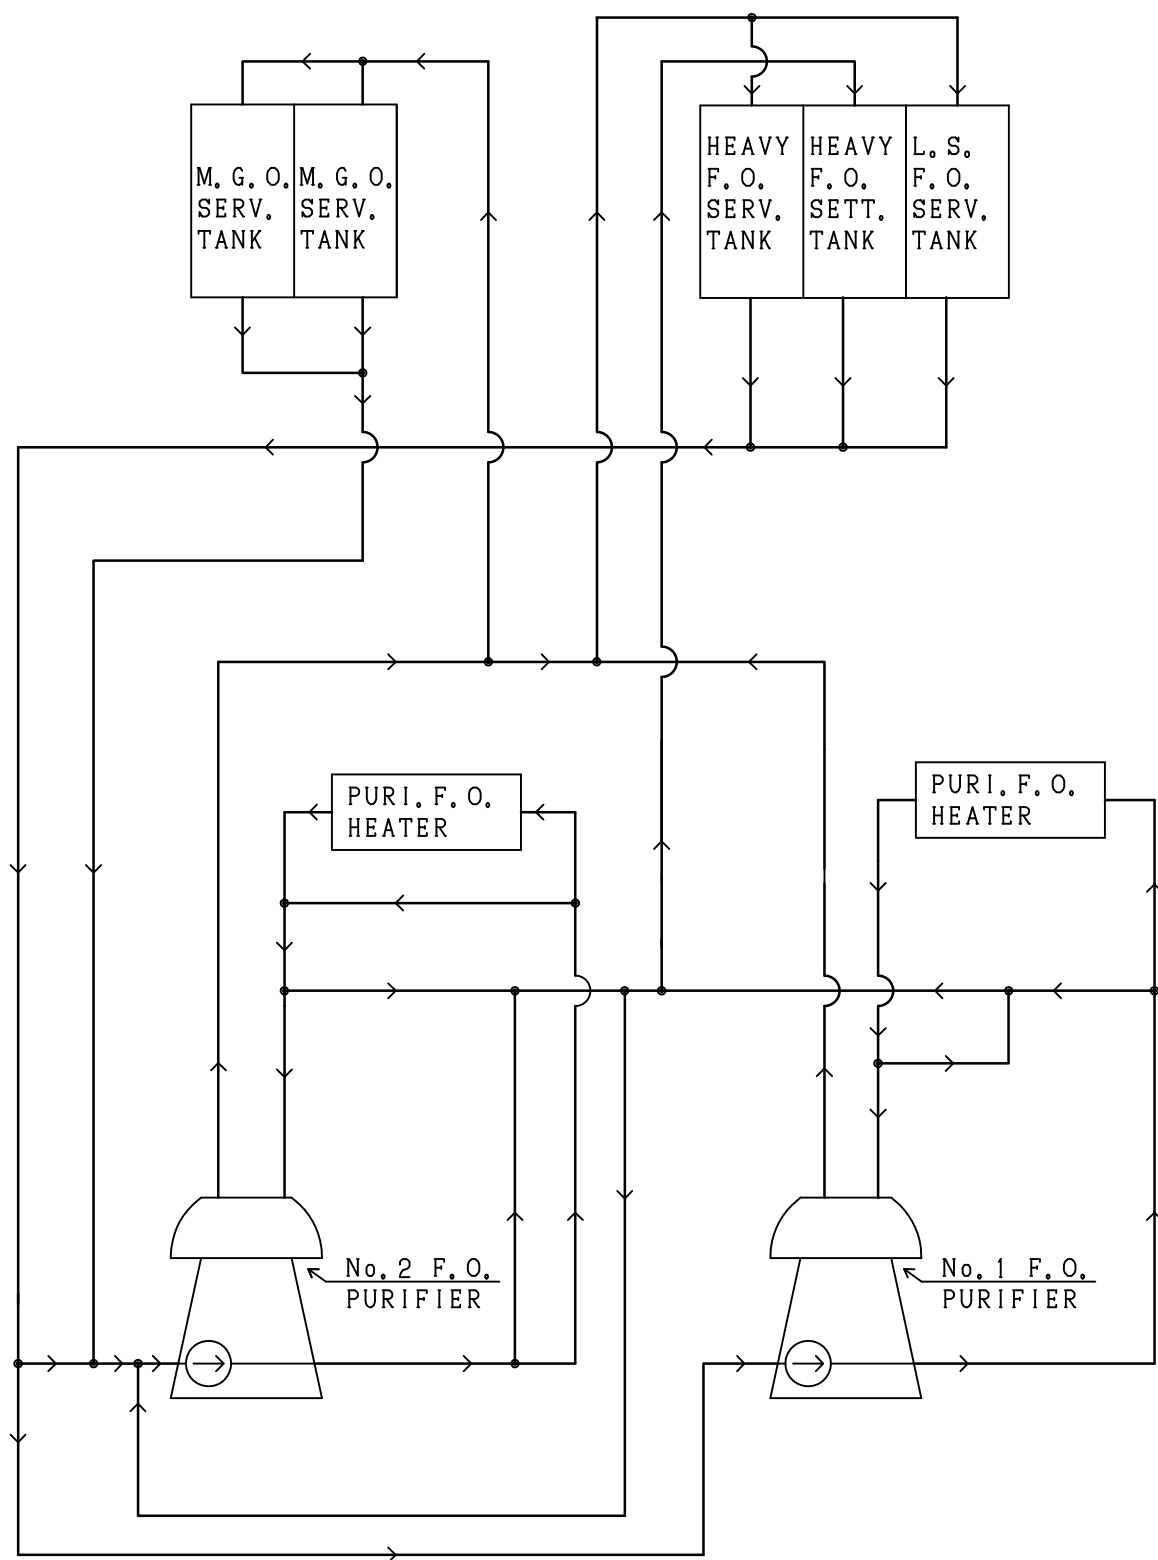 M.G.O.
SERV.
TANK
M.G.O.
SERV.
TANK
HEAVY
F.O.
SERV.
TANK
HEAVY
F.O.
SETT.
TANK
L.S.
F.O.
SERV.
TANK
PURI.F.O.
HEATER
PURI.F.O.
HEATER
No.2 F.O.
PURIFIER
No.1 F.O.
PURIFIER